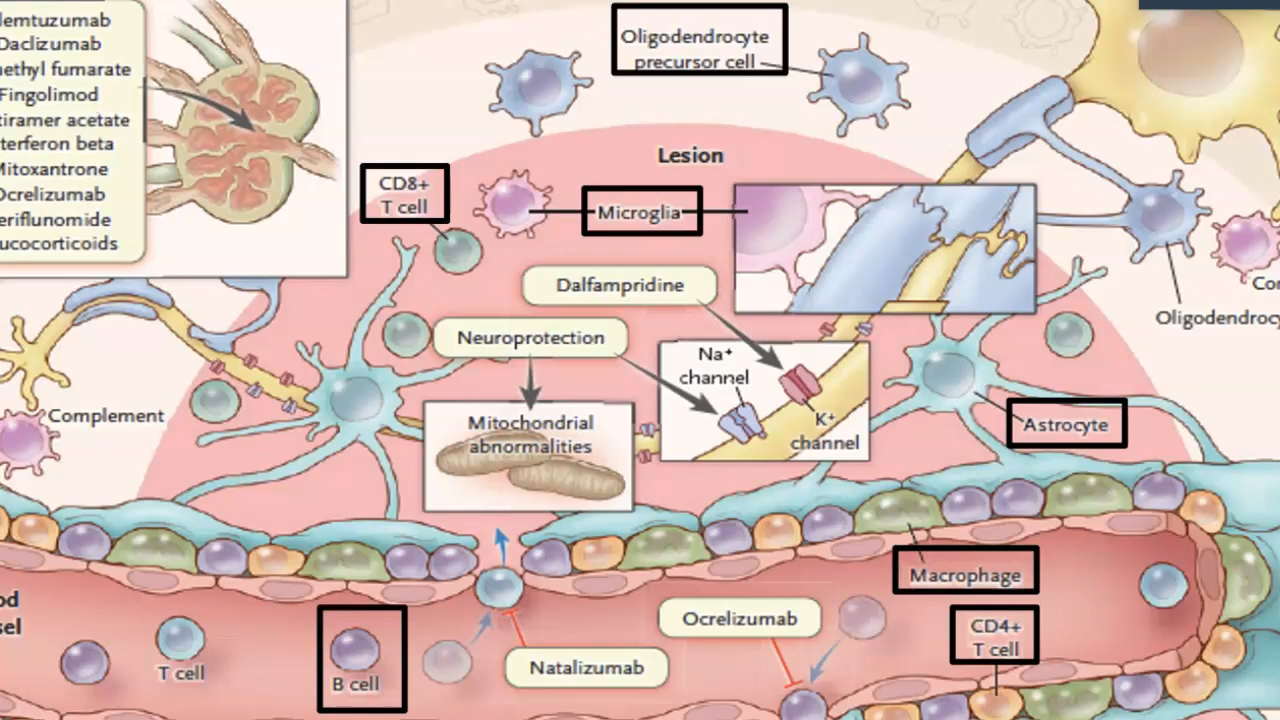 lemtuzumab
Daclizumab
ethyl fumarate
Fingolimod
tiramer acetate
terferon beta
Mitoxantrone
Ocrelizumab
eriflunomide
ucocorticoids
Oligodendrocyte
precursor cell
Lesion
CD8+
T cell
Microglia
Dalfampridine
Neuroprotection
Na+
channel
K+
channel
Mitochondrial
abnormalities
Complement
Oligodendrocy
Co
Astrocyte
Macrophage
od
sel
T cell
B cell
Natalizumab
Ocrelizumab
CD4+
T cell